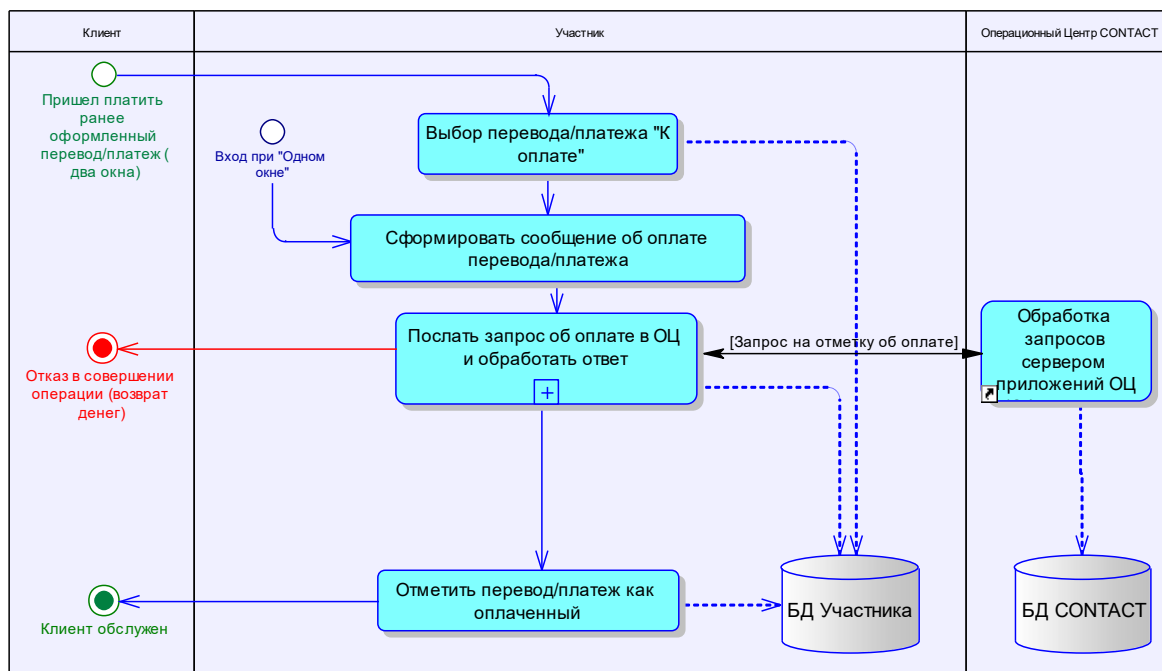 Клиент
Участник
Операционный Центр CONTACT
Пришел платить
ранее
оформленный
перевод/платеж (
два окна)
Вход при "Одном
окне"
Выбор перевода/платежа "К
оплате"
Сформировать сообщение об оплате
перевода/платежа
Послать запрос об оплате в ОЦ
и обработать ответ
[Запрос на отметку об оплате]
Обработка
запросов
сервером
приложений ОЦ
Отказ в совершении
операции (возврат
денег)
Отметить перевод/платеж как
оплаченный
БД Участника
БД CONTACT
Клиент обслужен